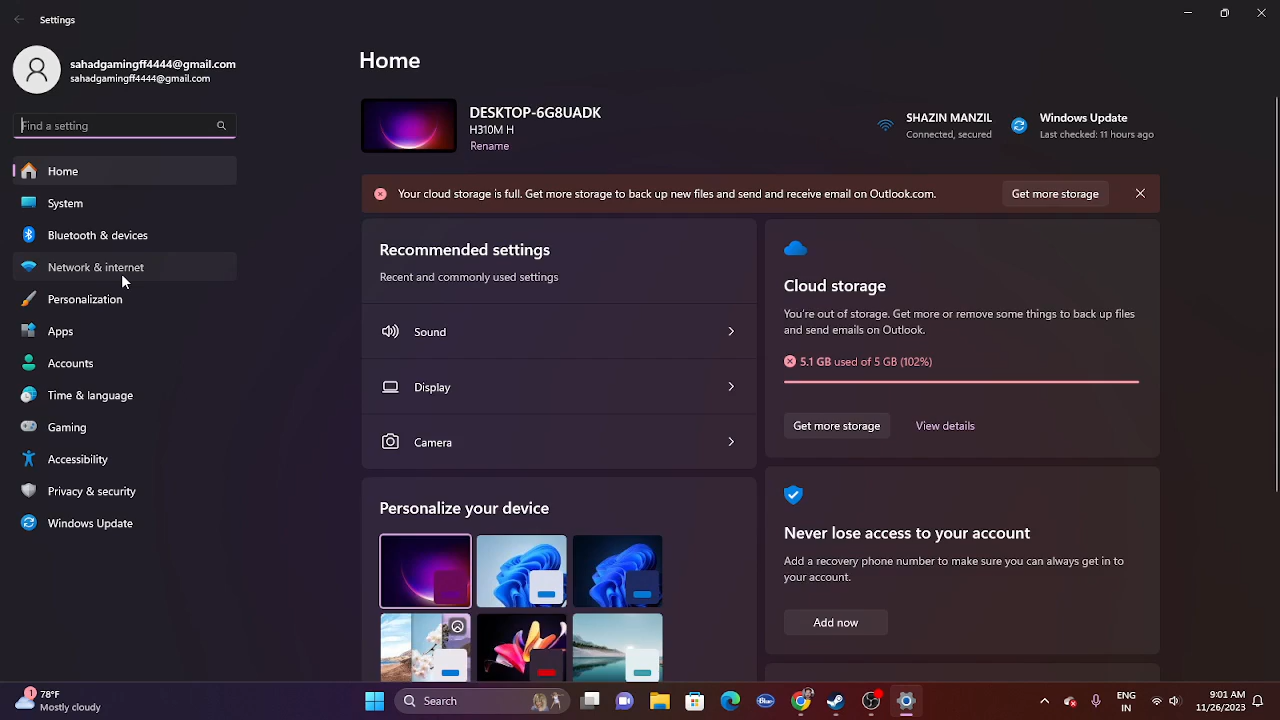 Settings
sahadgamingff4444@gmail.com
sahadgamingff4444@gmail.com
Find a setting
Home
System
Bluetooth & devices
Network & internet
Personalization
Apps
Accounts
Time & language
Gaming
Accessibility
Privacy & security
Windows Update
Home
DESKTOP-6G8UADK
H310M H
Rename
SHAZIN MANZIL
Connected, secured
Windows Update
Last checked: 11 hours ago
Your cloud storage is full. Get more storage to back up new files and send and receive email on Outlook.com.
Get more storage
Recommended settings
Recent and commonly used settings
Sound
Display
Camera
Personalize your device
Cloud storage
You're out of storage. Get more or remove some things to back up files
and send emails on Outlook.
5.1 GB used of 5 GB (102%)
Get more storage
View details
Never lose access to your account
Add a recovery phone number to make sure you can always get in to
your account.
Add now
1
78°F
Mostly cloudy
Search
ENG
IN
9:01 AM
11/26/2023